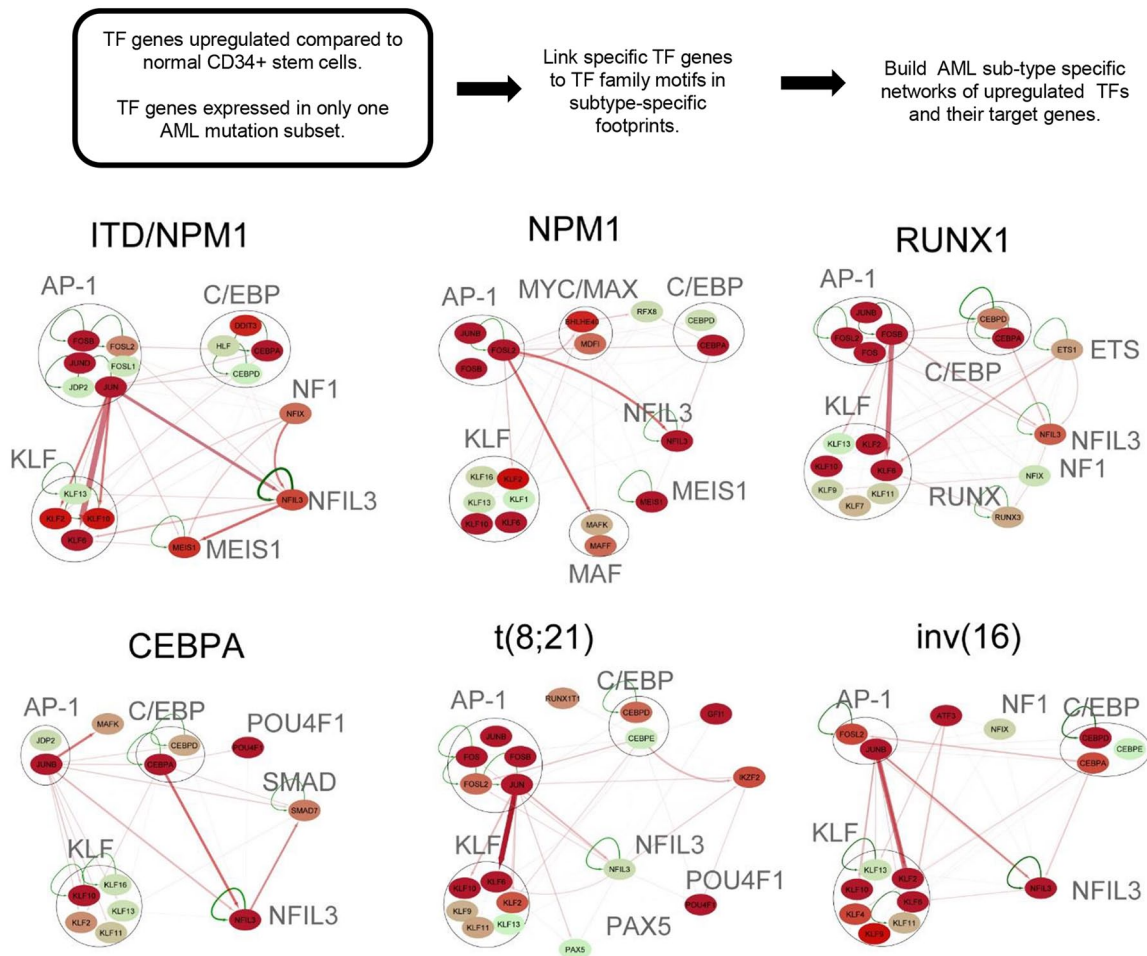 TF genes upregulated compared to
normal CD34+ stem cells.
TF genes expressed in only one
AML mutation subset.
Link specific TF genes
to TF family motifs in
subtype-specific
footprints.
Build AML sub-type specific
networks of upregulated TFs
and their target genes.
ITD/NPM1
AP-1
C/EBP
FOSB
FOSL2
JUND
FOSL1
JDP2
JUN
DDIT3
HLF
CEBPA
CEBPD
NF1
NFIX
KLF
KLF13
KLF2
KLF10
KLF6
NFIL3
NFIL3
MEIS1
MEIS1
NPM1
AP-1
MYC/MAX
C/EBP
JUNB
FOSL2
FOSB
BHLHE40
MDFI
RFX8
CEBPD
CEBPA
NFIL3
NFIL3
KLF
KLF16
KLF2
KLF13
KLF1
KLF10
KLF6
MEIS1
MEIS1
MAFK
MAFF
MAF
RUNX1
AP-1
JUNB
FOSL2
FOSB
FOS
CEBPD
CEBPA
C/EBP
ETS1
ETS
KLF
KLF13
KLF2
KLF10
KLF6
KLF9
KLF11
KLF7
NFIL3
NFIL3
NF1
NFIX
RUNX
RUNX3
CEBPA
AP-1
MAFK
JDP2
JUNB
C/EBP
CEBPD
CEBPA
POU4F1
POU4F1
SMAD
SMAD7
KLF
KLF10
KLF16
KLF13
KLF2
KLF11
NFIL3
NFIL3
t(8;21)
AP-1
RUNX1T1
C/EBP
JUNB
FOS
FOSB
FOSL2
JUN
CEBPD
CEBPE
GFI1
IKZF2
KLF
KLF10
KLF6
KLF2
KLF9
KLF11
KLF13
NFIL3
NFIL3
POU4F1
POU4F1
PAX5
PAX5
inv(16)
AP-1
FOSL2
JUNB
ATF3
NF1
NFIX
C/EBP
CEBPD
CEBPE
CEBPA
KLF
KLF13
KLF2
KLF10
KLF6
KLF4
KLF11
KLF9
NFIL3
NFIL3